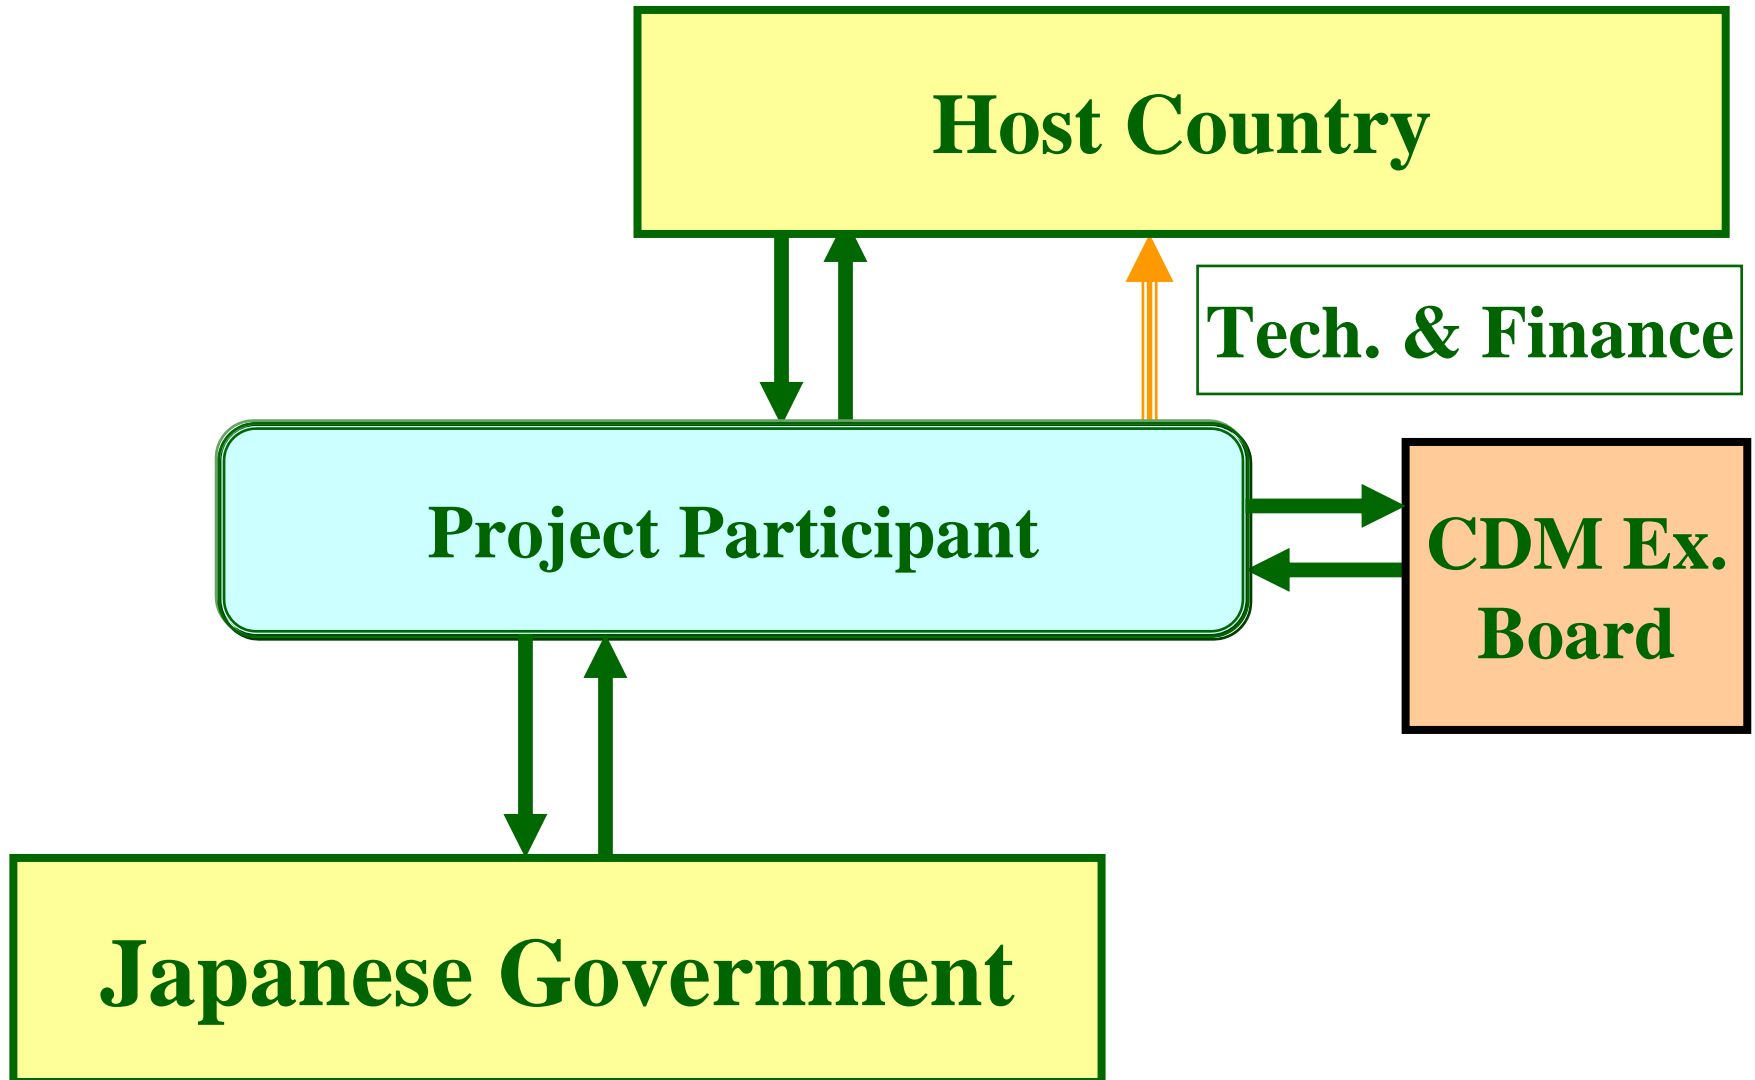 Host Country
Tech. & Finance
Project Participant
CDM Ex.
Board
Japanese Government